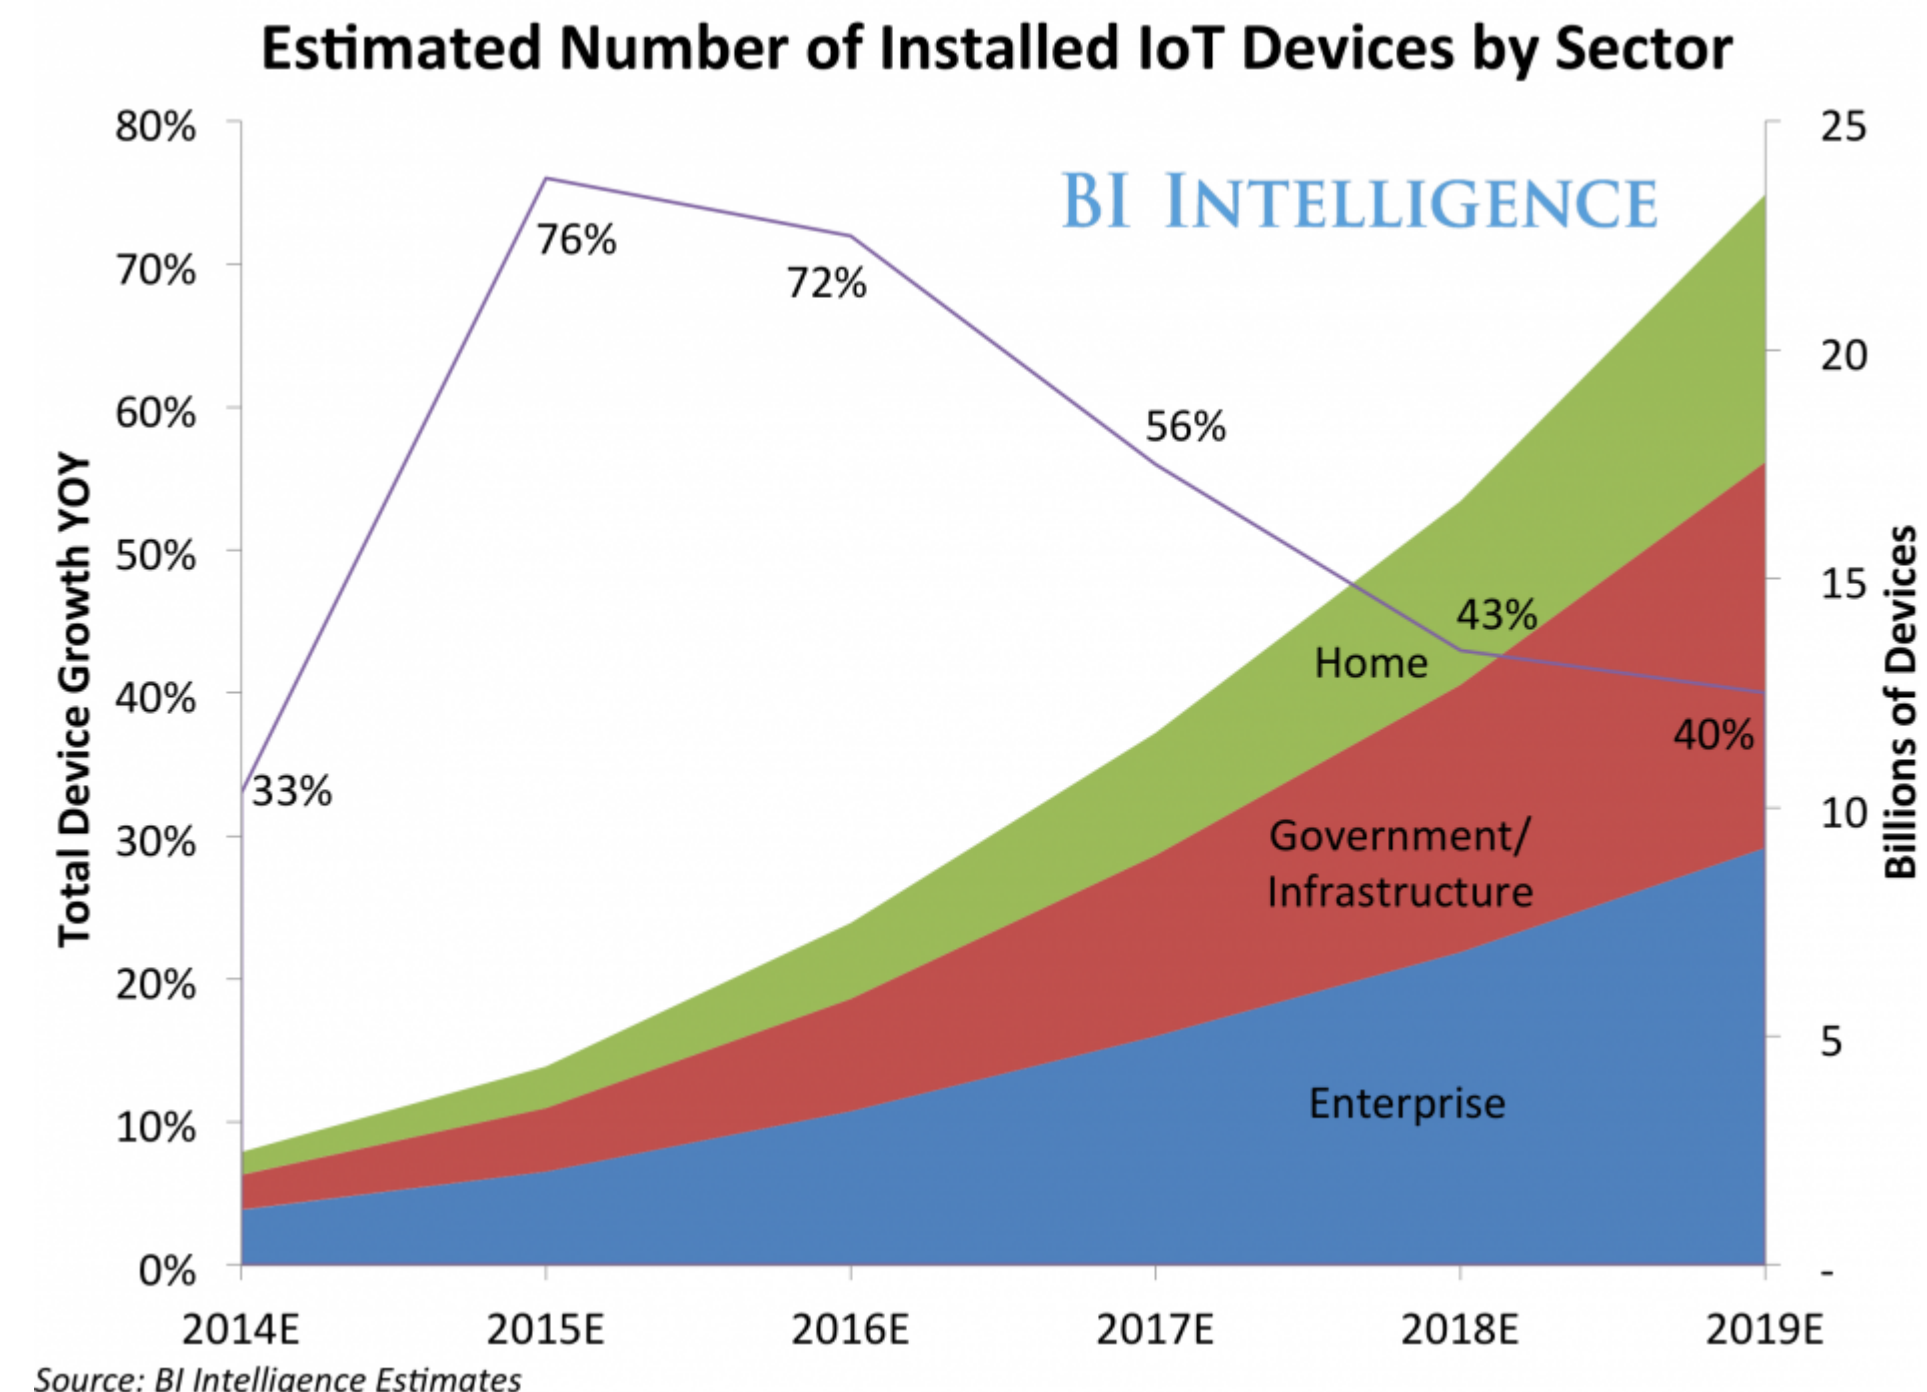 Estimated Number of Installed IoT Devices by Sector
BI INTELLIGENCE
Total Device Growth YOY
80%
70%
60%
50%
40%
30%
20%
10%
0%
33%
76%
72%
56%
43%
40%
Home
Government/
Infrastructure
Enterprise
25
20
15
10
5
-
Billions of Devices
2014E
2015E
2016E
2017E
2018E
2019E
Source: BI Intelligence Estimates